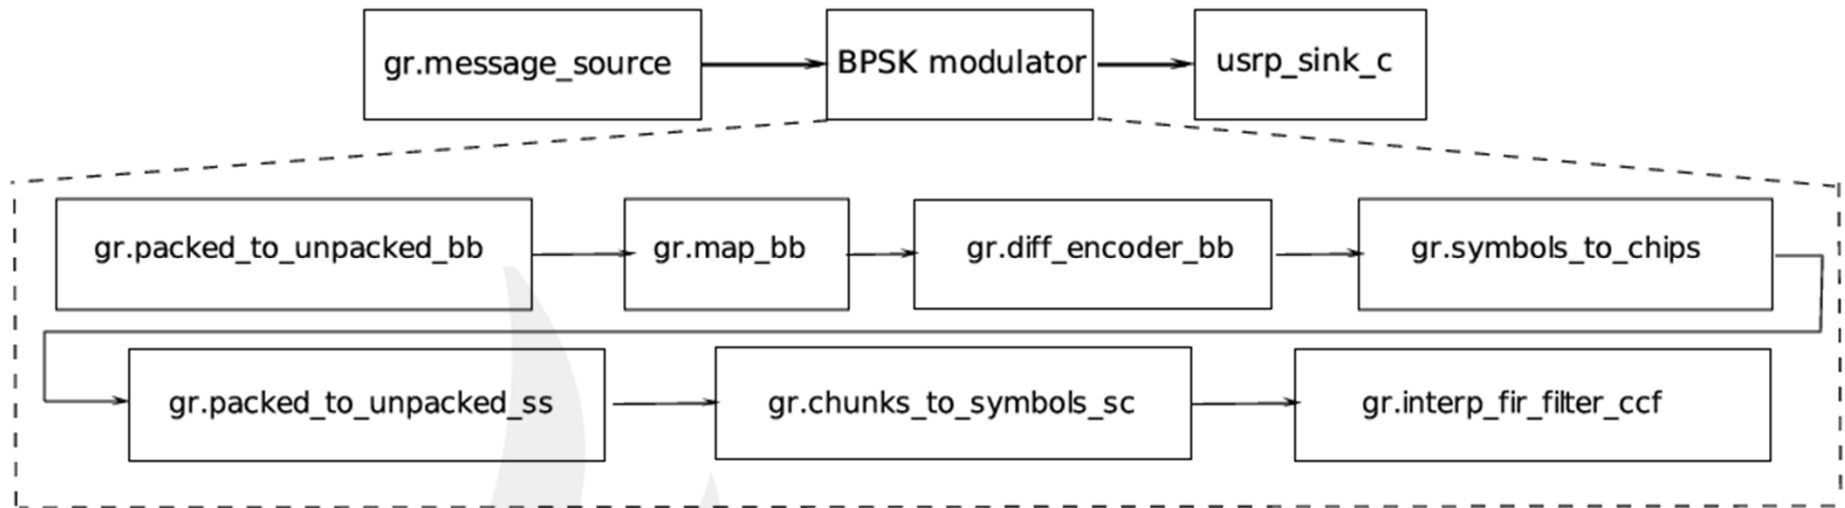 gr.message_source
BPSK modulator
usrp_sink_c
gr.packed_to_unpacked_bb
gr.map_bb
gr.diff_encoder_bb
gr.symbols_to_chips
gr.packed_to_unpacked_ss
gr.chunks_to_symbols_sc
gr.interp_fir_filter_ccf